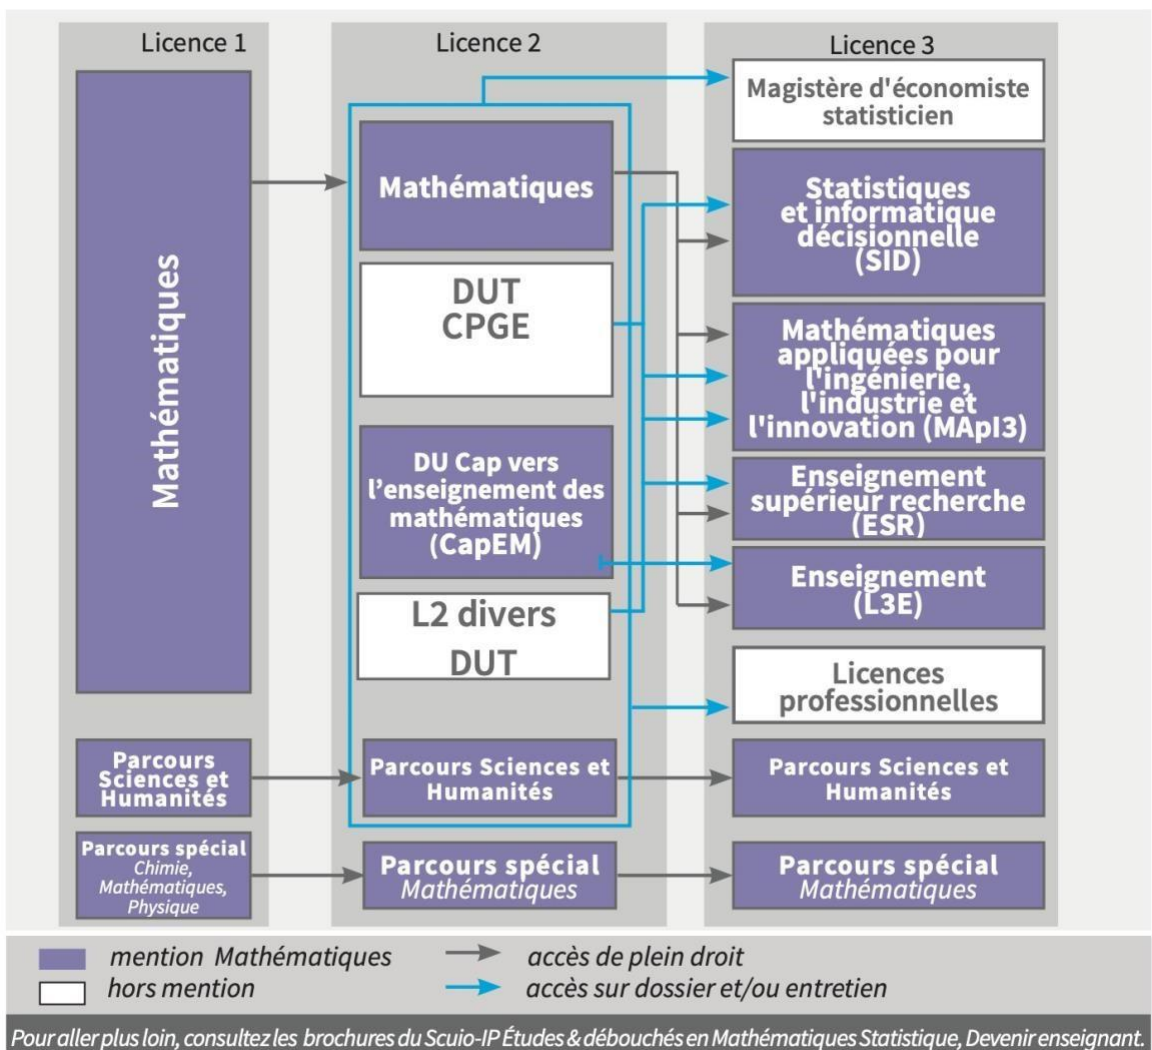 Licence 1
Licence 2
Licence 3
Mathématiques
Mathématiques
DUT
CPGE
DU Cap vers
l’enseignement des
mathématiques
(CapEM)
L2 divers
DUT
Magistère d'économiste
statisticien
Statistiques
et informatique
décisionnelle
(SID)
Mathématiques
appliquées pour
l'ingénierie,
l'industrie et
l'innovation (MApI3)
Enseignement
supérieur recherche
(ESR)
Enseignement
(L3E)
Licences
professionnelles
Parcours
Sciences et
Humanités
Parcours Sciences et
Humanités
Parcours Sciences et
Humanités
Parcours spécial
Chimie,
Mathématiques,
Physique
Parcours spécial
Mathématiques
Parcours spécial
Mathématiques
mention Mathématiques
accès de plein droit
hors mention
accès sur dossier et/ou entretien
Pour aller plus loin, consultez les brochures du Scuio-IP Études & débouchés en Mathématiques Statistique, Devenir enseignant.